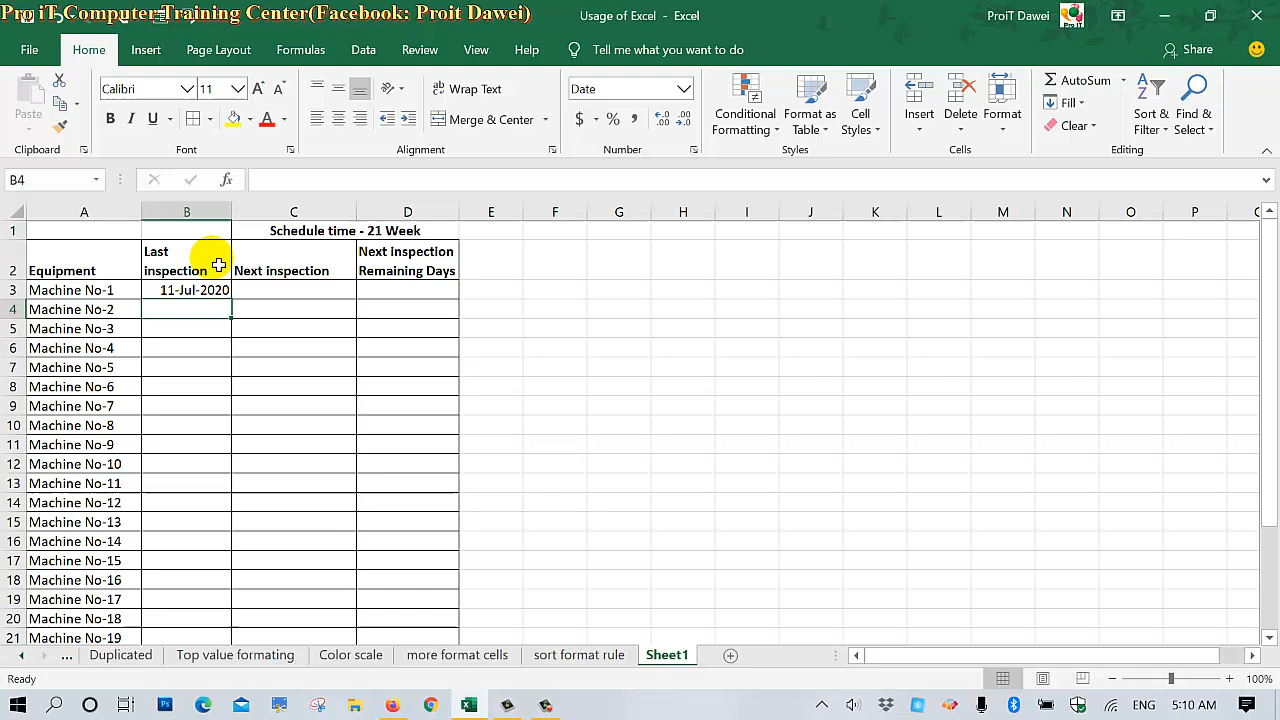 Pro iT Computer Training Center(Facebook: Proit Dawei)
Usage of Excel - Excel
ProiT Dawei
File Home Insert Page Layout Formulas Data Review View Help Tell me what you want to do Share
Paste
Clipboard
Calibri 11
B I U A
Font
Wrap Text
Merge & Center
Alignment
Date
$ % ,
Number
Conditional Formatting
Format as Table
Cell Styles
Styles
Insert Delete Format
Cells
AutoSum
Fill
Clear
Sort & Filter
Find & Select
Editing
B4 fx
A B C D E F G H I J K L M N O P
1 Schedule time - 21 Week
2 Equipment Last inspection Next inspection Next inspection Remaining Days
3 Machine No-1 11-Jul-2020
4 Machine No-2
5 Machine No-3
6 Machine No-4
7 Machine No-5
8 Machine No-6
9 Machine No-7
10 Machine No-8
11 Machine No-9
12 Machine No-10
13 Machine No-11
14 Machine No-12
15 Machine No-13
16 Machine No-14
17 Machine No-15
18 Machine No-16
19 Machine No-17
20 Machine No-18
21 Machine No-19
... Duplicated Top value formating Color scale more format cells sort format rule Sheet1
Ready 100%
ENG 5:10 AM